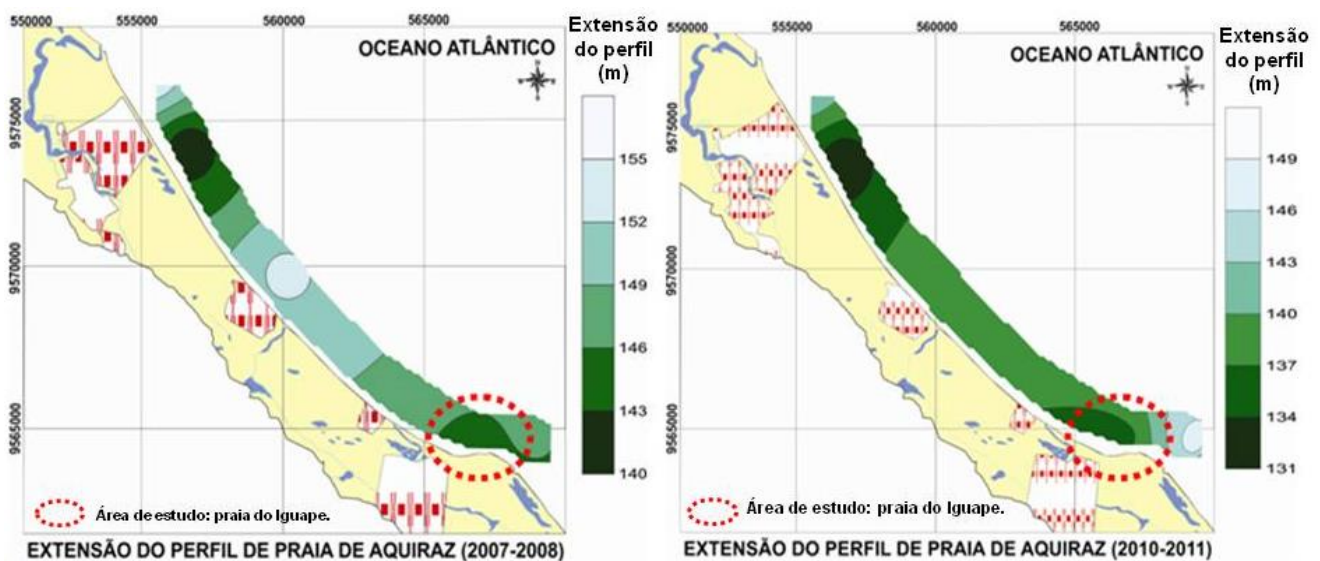 550000
555000
560000
565000
Extensão
do perfil
(m)
OCEANO ATLÂNTICO
9575000
9570000
9565000
155
152
149
146
143
140
Área de estudo: praia do Iguape.
EXTENSÃO DO PERFIL DE PRAIA DE AQUIRAZ (2007-2008)
550000
555000
560000
565000
Extensão
do perfil
(m)
OCEANO ATLÂNTICO
9575000
9570000
9565000
149
146
143
140
137
134
131
Área de estudo: praia do Iguape.
EXTENSÃO DO PERFIL DE PRAIA DE AQUIRAZ (2010-2011)